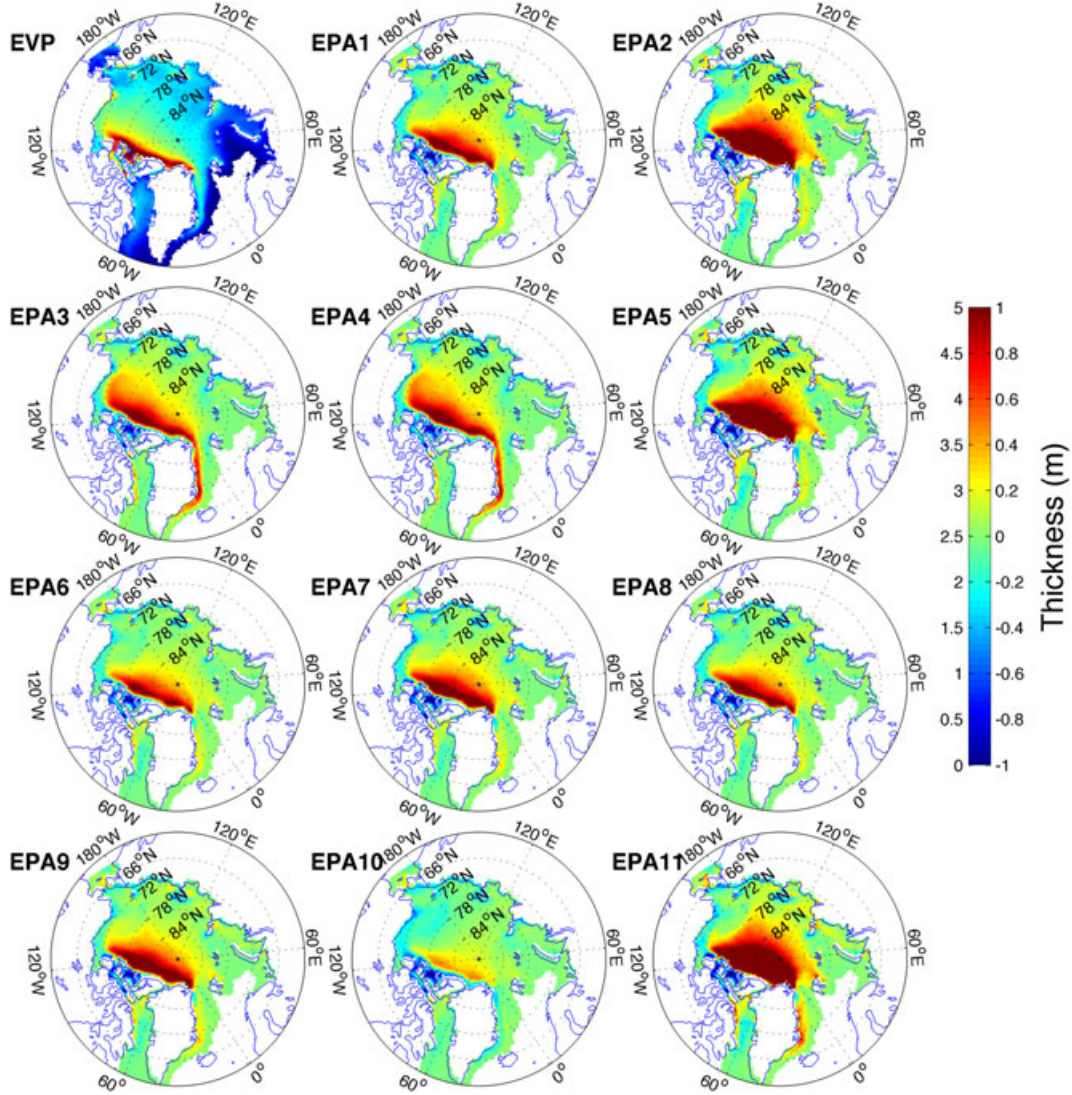 EVP
180°W
120°E
66°N
72°N
78°N
84°N
60°E
120°W
60°W
0°
EPA1
180°W
120°E
66°N
72°N
78°N
84°N
60°E
120°W
60°W
0°
EPA2
180°W
120°E
66°N
72°N
78°N
84°N
60°E
120°W
60°W
0°
EPA3
180°W
120°E
66°N
72°N
78°N
84°N
60°E
120°W
60°W
0°
EPA4
180°W
120°E
66°N
72°N
78°N
84°N
60°E
120°W
60°W
0°
EPA5
180°W
120°E
66°N
72°N
78°N
84°N
60°E
120°W
60°W
0°
5 1
4.5 0.8
4 0.6
3.5 0.4
3 0.2
2.5 0
2 -0.2
1.5 -0.4
1 -0.6
0.5 -0.8
0 -1
Thickness (m)
EPA6
180°W
120°E
66°N
72°N
78°N
84°N
60°E
120°W
60°W
0°
EPA7
180°W
120°E
66°N
72°N
78°N
84°N
60°E
120°W
60°W
0°
EPA8
180°W
120°E
66°N
72°N
78°N
84°N
60°E
120°W
60°W
0°
EPA9
180°W
120°E
66°N
72°N
78°N
84°N
60°E
120°W
60°
0°
EPA10
180°W
120°E
66°N
72°N
78°N
84°N
60°E
120°W
60°
0°
EPA11
180°W
120°E
66°N
72°N
78°N
84°N
60°E
120°W
60°
0°